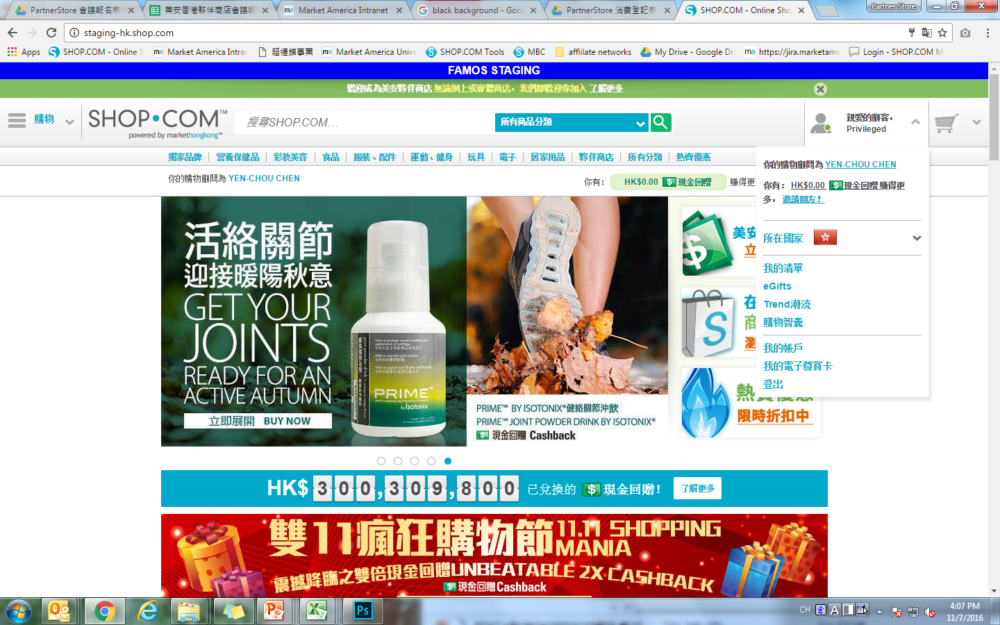 PartnerStore 會議報名表
美安香港夥伴商店會議報
Market America Intranet
black background - Goo
PartnerStore 消費登記表
SHOP.COM - Online Sho
Partner Store
staging-hk.shop.com
Apps
SHOP.COM - Online S
Market America Intran
超連鎖事業
Market America Unive
SHOP.COM Tools
MBC
affliate networks
My Drive - Google Dri
https://jira.marketame
Login - SHOP.COM M
FAMOS STAGING
歡迎成為美安夥伴商店 無論網上或實體商店，我們都歡迎你加入 了解更多
購物
SHOP•COM™
powered by markethongkong™
搜尋SHOP.COM...
所有商品分類
親愛的顧客，
Privileged
獨家品牌
營養保健品
彩妝美容
食品
服裝、配件
運動、健身
玩具
電子
居家用品
夥伴商店
所有分類
熱賣優惠
你的購物顧問為 YEN-CHOU CHEN
你有：
HK$0.00 $ 現金回贈
賺得更
你的購物顧問為 YEN-CHOU CHEN
你有： HK$0.00 $ 現金回贈 賺得更
多， 邀請朋友！
所在國家
我的清單
eGifts
Trend潮流
購物智囊
我的帳戶
我的電子尊賞卡
登出
活絡關節
迎接暖陽秋意
GET YOUR
JOINTS
READY FOR AN
ACTIVE AUTUMN
立即展開 BUY NOW
PRIME™
by Isotonix
PRIME™ BY ISOTONIX®健絡關節沖飲
PRIME™ JOINT POWDER DRINK BY ISOTONIX®
$ 現金回贈 Cashback
美安
立
在
商
瀏
S
熱賣優惠
限時折扣中
HK$ 300,309,800 已兌換的 $ 現金回贈！
了解更多
雙11瘋狂購物節
11.11 SHOPPING
MANIA
震撼降臨之雙倍現金回贈UNBEATABLE 2X CASHBACK
$ 現金回贈Cashback
CH
4:07 PM
11/7/2016